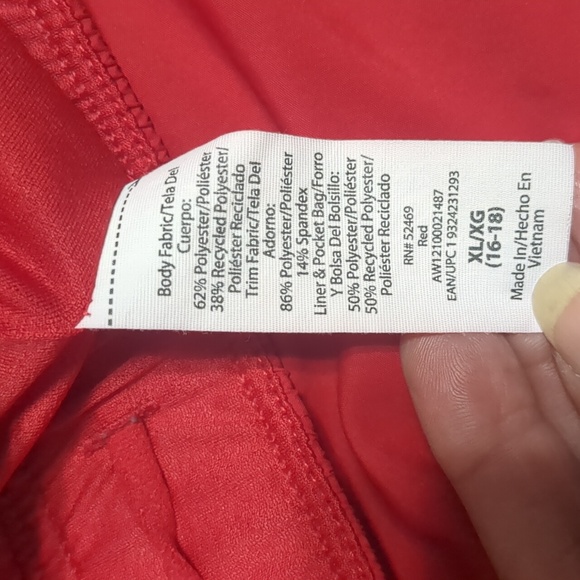 Body Fabric/Tela Del
Cuerpo:
62% Polyester/Poliéster
38% Recycled Polyester/
Poliéster Reciclado
Trim Fabric/Tela Del
Adorno:
86% Polyester/Poliéster
14% Spandex
Liner & Pocket Bag/Forro
Y Bolsa Del Bolsillo:
50% Polyester/Poliéster
50% Recycled Polyester/
Poliéster Reciclado
RN# 52469
Red
AW12100021487
EAN/UPC 1 9324231293
XL/XG
(16-18)
Made In/Hecho En
Vietnam